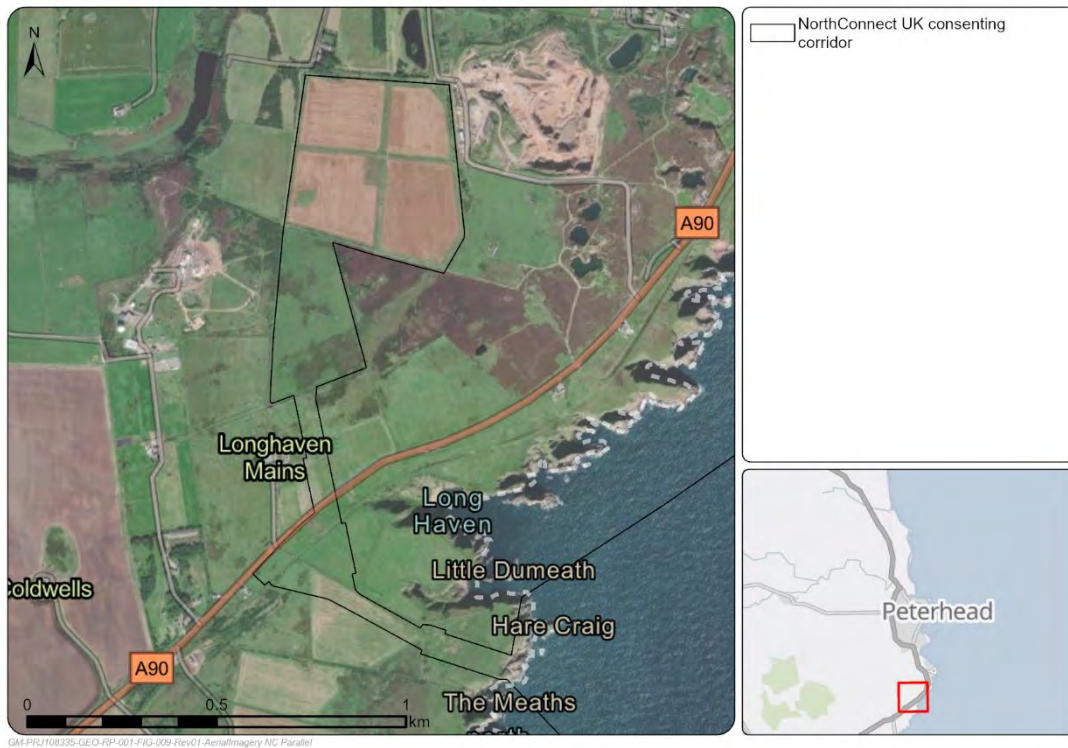 N
NorthConnect UK consenting
corridor
A90
Longhaven
Mains
Long
Haven
Little Dumeath
Coldwells
Hare Craig
Peterhead
A90
0
0.5
1
km
The Meaths
GM-PRJ108335-GEO-RP-001-FIG-009-Rev01-AerialImagery NC Parallel